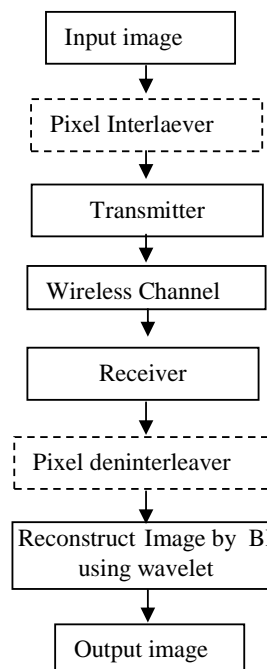 Input image
Pixel Interlaever
Transmitter
Wireless Channel
Receiver
Pixel deninterleaver
Reconstruct Image by
using wavelet
Output image